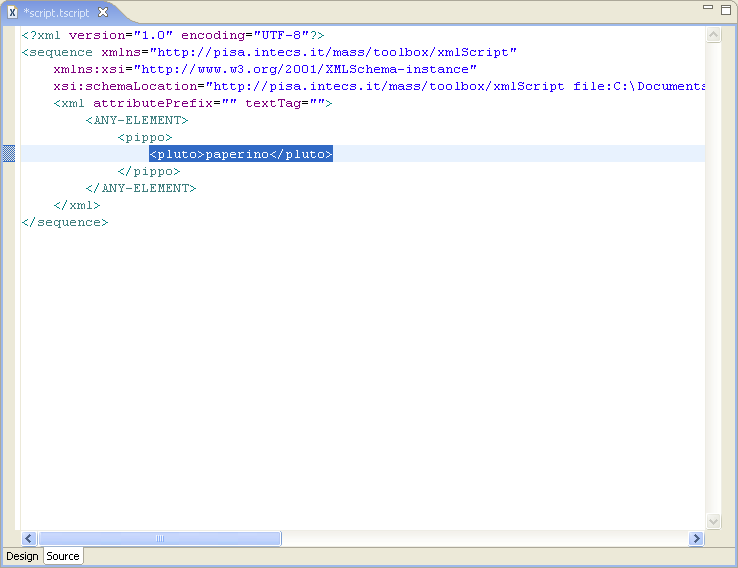 *script.tscript
<?xml version="1.0" encoding="UTF-8"?>
<sequence xmlns="http://pisa.intecs.it/mass/toolbox/xmlScript"
    xmlns:xsi="http://www.w3.org/2001/XMLSchema-instance"
    xsi:schemaLocation="http://pisa.intecs.it/mass/toolbox/xmlScript file:C:\Documents
    <xml attributePrefix="" textTag="">
        <ANY-ELEMENT>
            <pippo>
                <pluto>paperino</pluto>
            </pippo>
        </ANY-ELEMENT>
    </xml>
</sequence>
Design Source